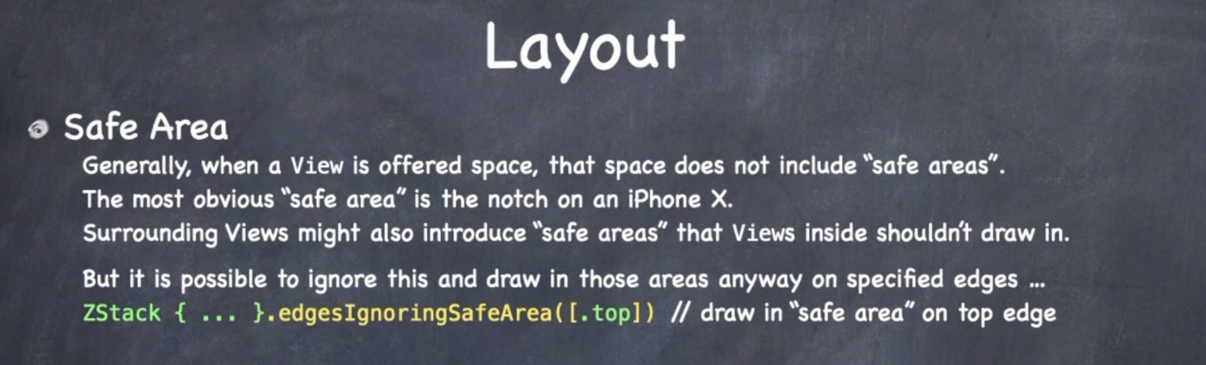 Layout
Safe Area
Generally, when a View is offered space, that space does not include “safe areas”.
The most obvious “safe area” is the notch on an iPhone X.
Surrounding Views might also introduce “safe areas” that Views inside shouldn’t draw in.
But it is possible to ignore this and draw in those areas anyway on specified edges ...
ZStack { ... }.edgesIgnoringSafeArea([.top]) // draw in “safe area” on top edge